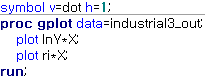 symbol v=dot h=1;
proc gplot data=industrial3_out;
plot lnY*X;
plot ri*X;
run;